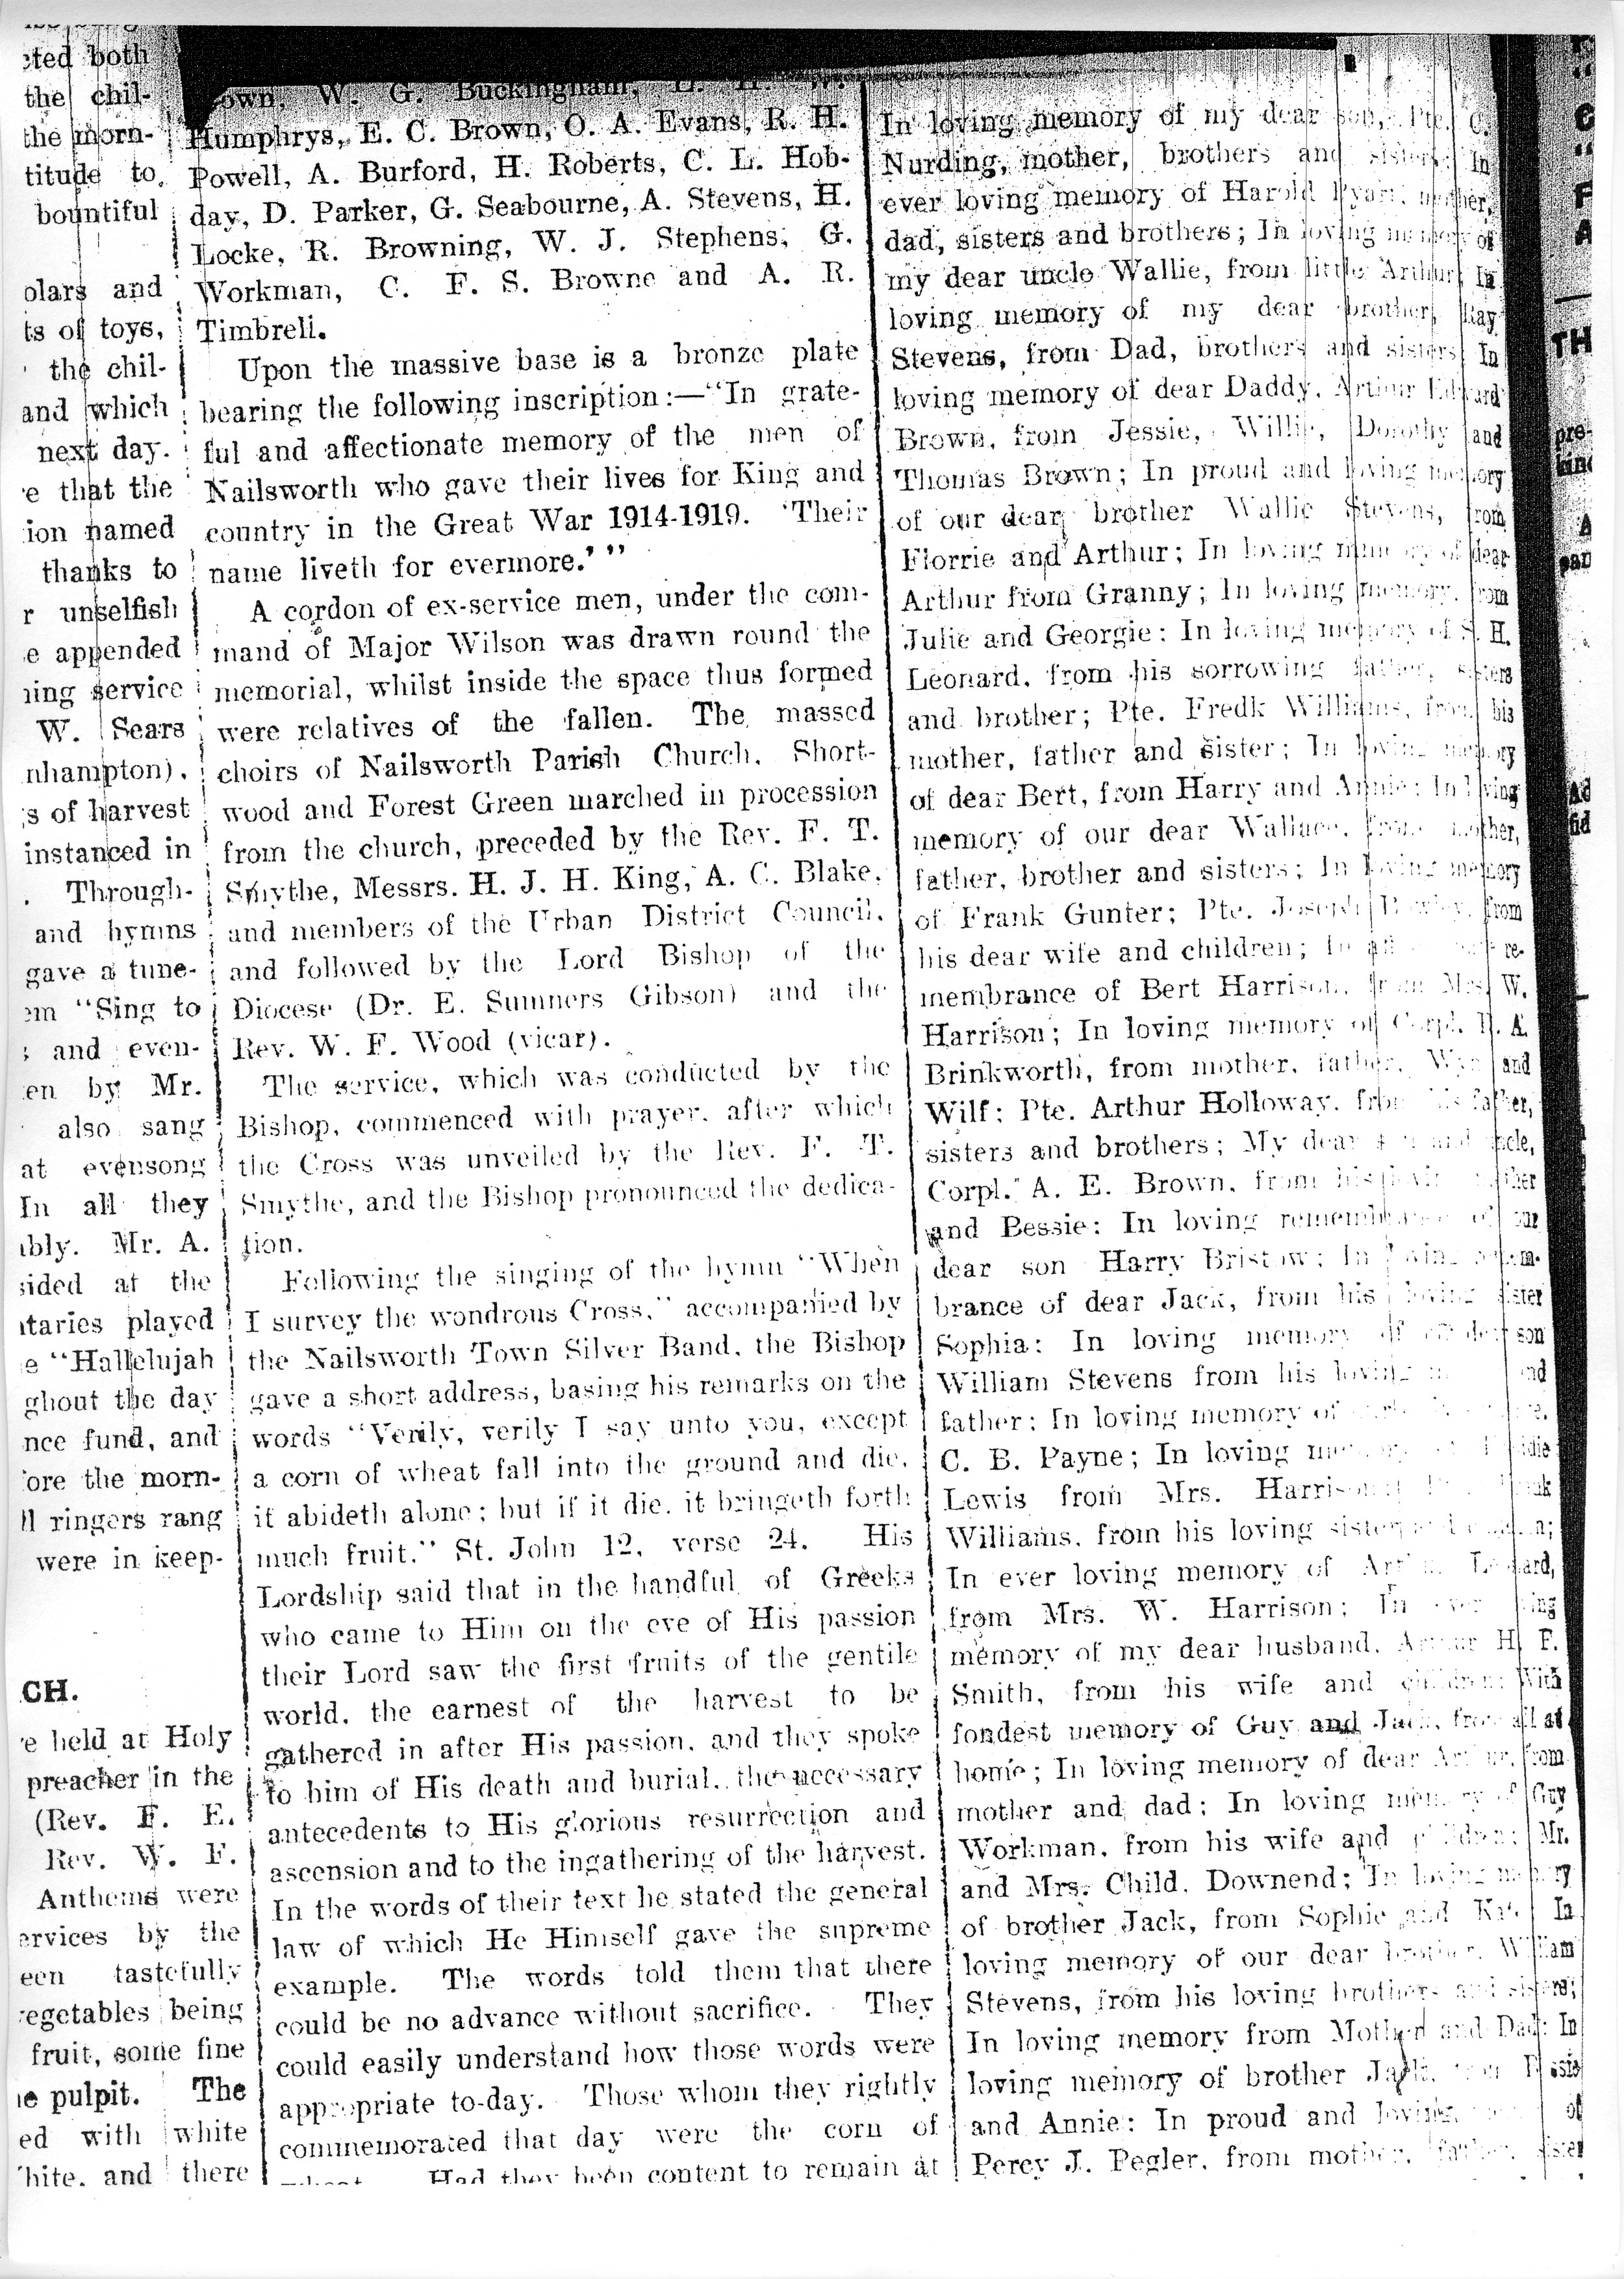 cted both
the chil-
the morn-
titude to
bountiful
olars and
ts of toys,
the chil-
and which
next day.
e that the
ion named
thanks to
r unselfish
e appended
ning service
W. Sears
nhampton).
s of harvest
instanced in
. Through-
and hymns
gave a tune-
em "Sing to
; and even-
en by Mr.
also sang
at evensong
In all they
ibly. Mr. A.
sided at the
ntaries played
e "Hallelujah
ghout the day
nce fund, and
ore the morn-
ll ringers rang
were in keep-
CH.
e held at Holy
preacher in the
(Rev. F. E.
Rev. W. F.
Anthems were
ervices by the
een tastefully
egetables being
fruit, some fine
e pulpit. The
ed with white
hite, and there
own, W. G. Buckingham,
Humphrys, E. C. Brown, O. A. Evans, R. H.
Powell, A. Burford, H. Roberts, C. L. Hob-
day, D. Parker, G. Seabourne, A. Stevens, H.
Locke, R. Browning, W. J. Stephens, G.
Workman, C. F. S. Browne and A. R.
Timbrell.
Upon the massive base is a bronze plate
bearing the following inscription:—"In grate-
ful and affectionate memory of the men of
Nailsworth who gave their lives for King and
country in the Great War 1914-1919. 'Their
name liveth for evermore.'"
A cordon of ex-service men, under the com-
mand of Major Wilson was drawn round the
memorial, whilst inside the space thus formed
were relatives of the fallen. The massed
choirs of Nailsworth Parish Church, Short-
wood and Forest Green marched in procession
from the church, preceded by the Rev. F. T.
Smythe, Messrs. H. J. H. King, A. C. Blake,
and members of the Urban District Council,
and followed by the Lord Bishop of the
Diocese (Dr. E. Sumners Gibson) and the
Rev. W. F. Wood (vicar).
The service, which was conducted by the
Bishop, commenced with prayer, after which
the Cross was unveiled by the Rev. F. T.
Smythe, and the Bishop pronounced the dedica-
tion.
Following the singing of the hymn "When
I survey the wondrous Cross," accompanied by
the Nailsworth Town Silver Band, the Bishop
gave a short address, basing his remarks on the
words "Verily, verily I say unto you, except
a corn of wheat fall into the ground and die,
it abideth alone; but if it die, it bringeth forth
much fruit." St. John 12, verse 24. His
Lordship said that in the handful of Greeks
who came to Him on the eve of His passion
their Lord saw the first fruits of the gentile
world, the earnest of the harvest to be
gathered in after His passion, and they spoke
to him of His death and burial, the necessary
antecedents to His glorious resurrection and
ascension and to the ingathering of the harvest.
In the words of their text he stated the general
law of which He Himself gave the supreme
example. The words told them that there
could be no advance without sacrifice. They
could easily understand how those words were
appropriate to-day. Those whom they rightly
commemorated that day were the corn of
Had they been content to remain at
In loving memory of my dear son, Pte. C.
Nurding, mother, brothers and sisters; In
ever loving memory of Harold Pyart, mother,
dad, sisters and brothers; In loving memory of
my dear uncle Wallie, from little Arthur; In
loving memory of my dear brother, Ray
Stevens, from Dad, brothers and sisters; In
loving memory of dear Daddy, Arthur Edward
Brown, from Jessie, Willie, Dorothy and
Thomas Brown; In proud and loving memory
of our dear brother Wallie Stevens, from
Florrie and Arthur; In loving memory of dear
Arthur from Granny; In loving memory, from
Julie and Georgie; In loving memory of S. H.
Leonard, from his sorrowing father, sisters
and brother; Pte. Fredk Williams, from his
mother, father and sister; In loving memory
of dear Bert, from Harry and Annie; In loving
memory of our dear Wallace, from mother,
father, brother and sisters; In loving memory
of Frank Gunter; Pte. Joseph from
his dear wife and children; In re-
membrance of Bert Harrison, from Mrs. W.
Harrison; In loving memory of Corpl. A.
Brinkworth, from mother, father, and
Wilf; Pte. Arthur Holloway, from his father,
sisters and brothers; My dear son and uncle,
Corpl. A. E. Brown, from his mother
and Bessie; In loving remembrance of our
dear son Harry Bristow; In loving remem-
brance of dear Jack, from his loving sister
Sophia; In loving memory of our dear son
William Stevens from his loving and
father; In loving memory of
C. B. Payne; In loving memory
Lewis from Mrs. Harrison;
Williams, from his loving sister and
In ever loving memory of Leonard,
from Mrs. W. Harrison; In ever loving
memory of my dear husband, Arthur H. F.
Smith, from his wife and children; With
fondest memory of Guy and Jack, from all at
home; In loving memory of dear Arthur, from
mother and dad; In loving memory of Guy
Workman, from his wife and children; Mr.
and Mrs. Child, Downend; In loving memory
of brother Jack, from Sophie and In
loving memory of our dear brother, William
Stevens, from his loving brothers and sisters;
In loving memory from Mother and Dad; In
loving memory of brother Jack, from
and Annie; In proud and loving of
Percy J. Pegler, from mother, father, sister
TH